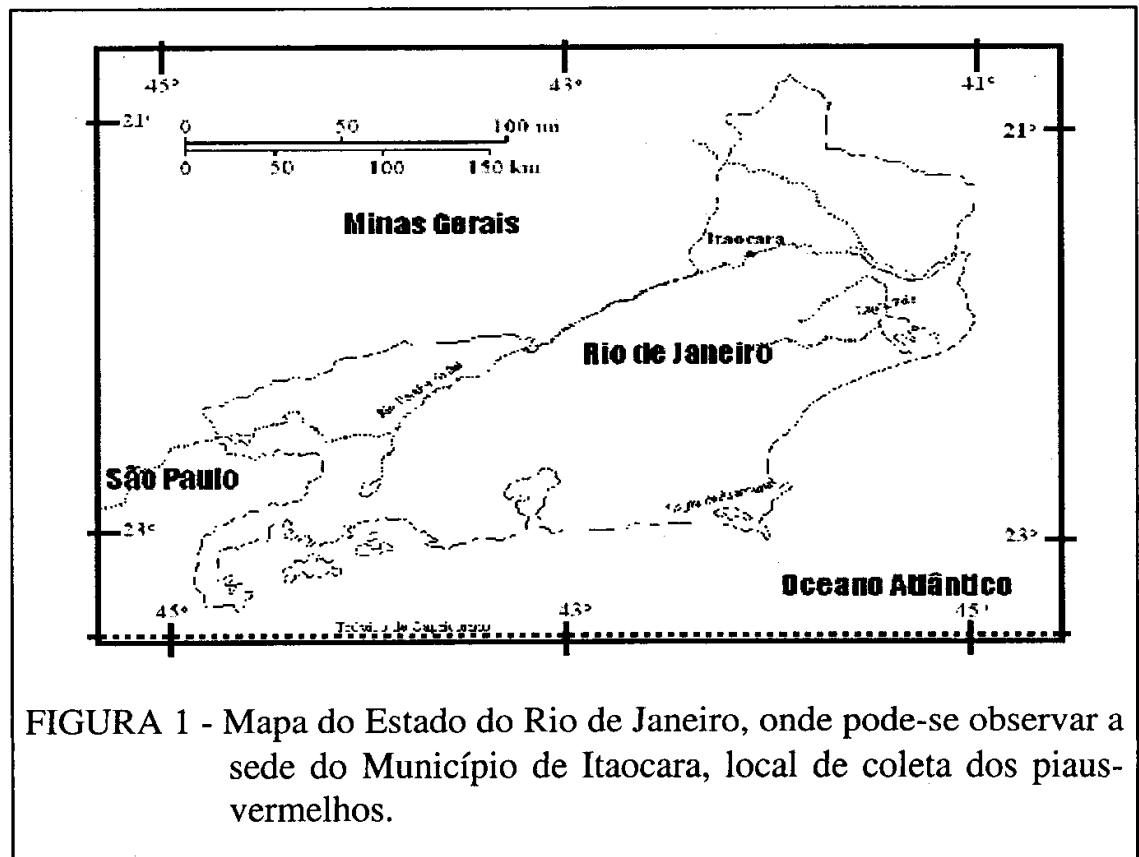 45° 43° 41°
21° 21°
0 50 100 mi
0 50 100 150 km
Minas Gerais
Itaocara
Rio de Janeiro
São Paulo
23° 23°
Oceano Atlântico
45° 43° 45°
FIGURA 1 - Mapa do Estado do Rio de Janeiro, onde pode-se observar a
sede do Município de Itaocara, local de coleta dos piaus-
vermelhos.